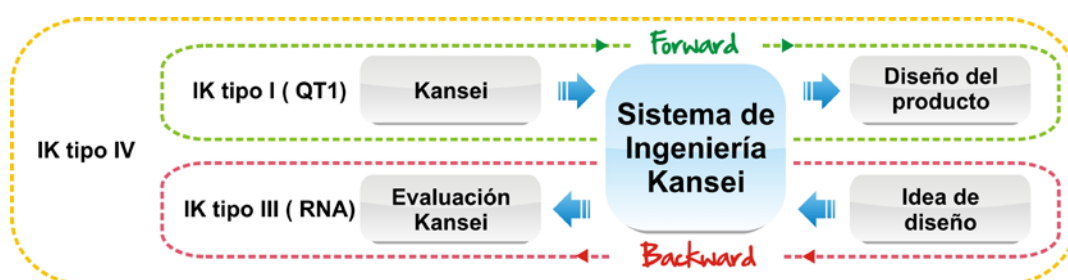 Forward
IK tipo I ( QT1)
Kansei
Sistema de
Ingeniería
Kansei
Diseño del
producto
IK tipo IV
IK tipo III ( RNA)
Evaluación
Kansei
Idea de
diseño
Backward